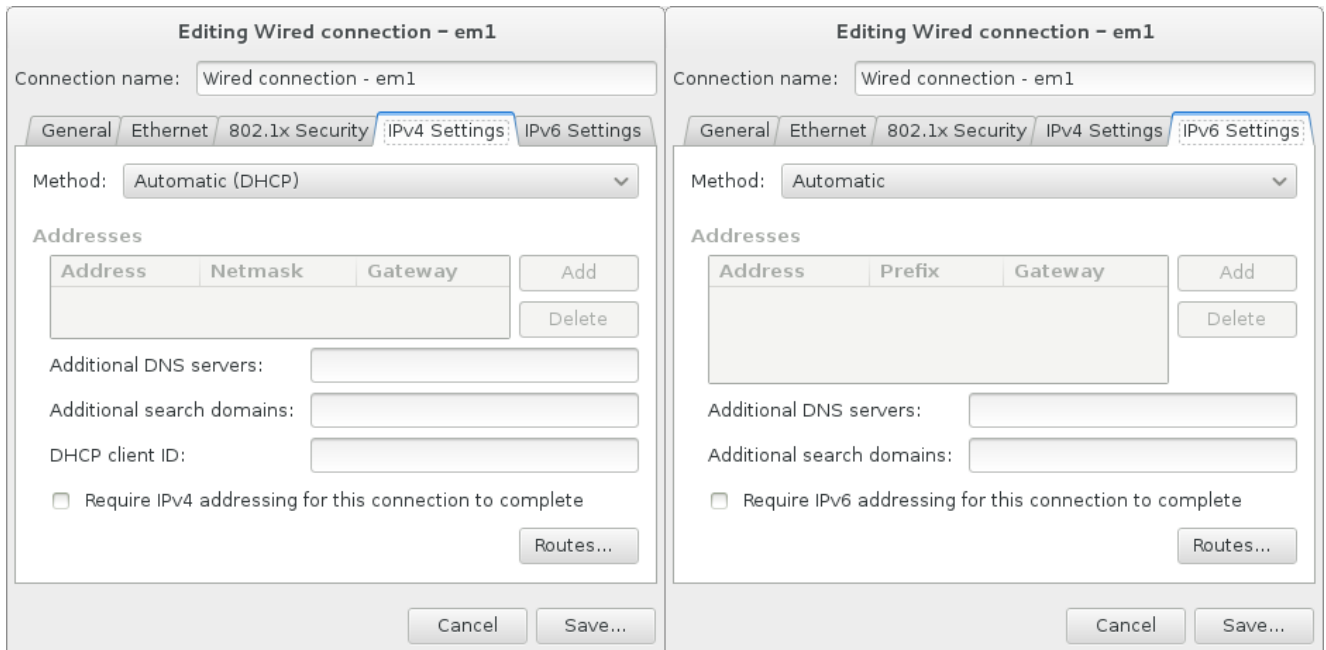 Editing Wired connection – em1
Connection name: Wired connection - em1
General Ethernet 802.1x Security IPv4 Settings IPv6 Settings
Method: Automatic (DHCP)
Addresses
Address Netmask Gateway Add
Delete
Additional DNS servers:
Additional search domains:
DHCP client ID:
Require IPv4 addressing for this connection to complete
Routes...
Cancel Save...
Editing Wired connection – em1
Connection name: Wired connection - em1
General Ethernet 802.1x Security IPv4 Settings IPv6 Settings
Method: Automatic
Addresses
Address Prefix Gateway Add
Delete
Additional DNS servers:
Additional search domains:
Require IPv6 addressing for this connection to complete
Routes...
Cancel Save...